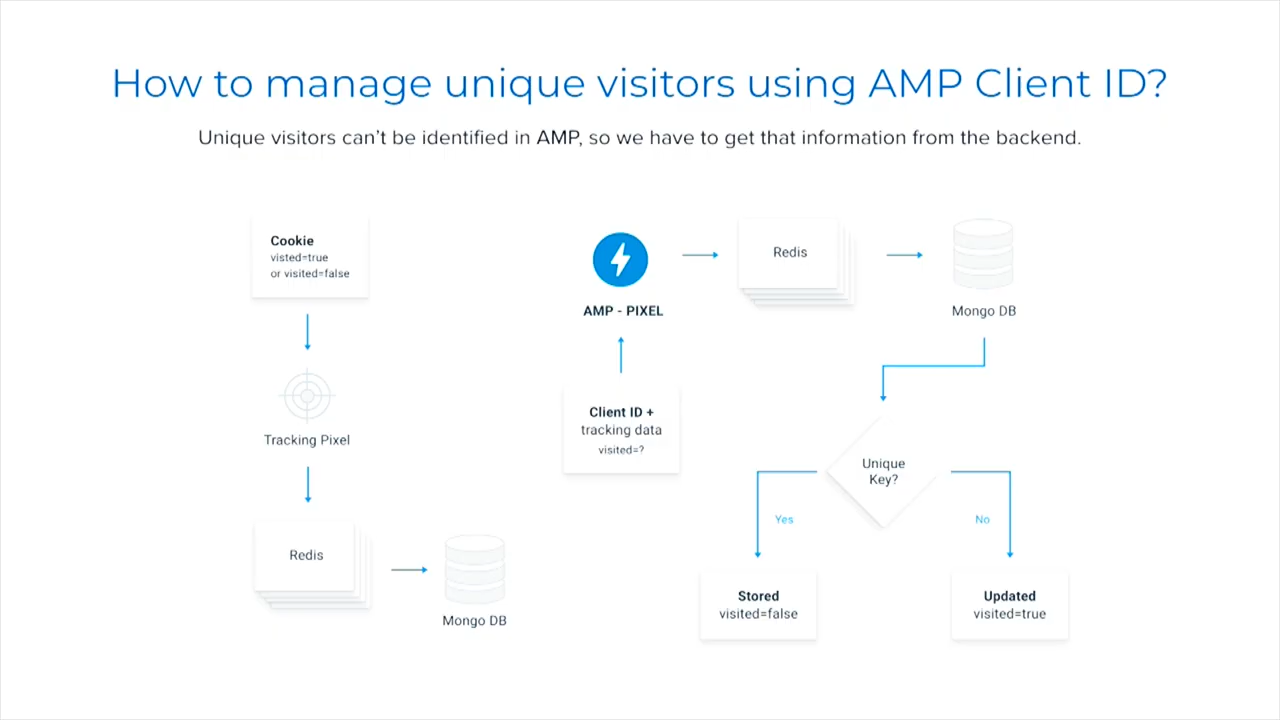 How to manage unique visitors using AMP Client ID?
Unique visitors can't be identified in AMP, so we have to get that information from the backend.
Cookie
visted=true
or visited=false
Tracking Pixel
Redis
Mongo DB
AMP - PIXEL
Client ID +
tracking data
visited=?
Redis
Mongo DB
Unique
Key?
Yes
No
Stored
visited=false
Updated
visited=true